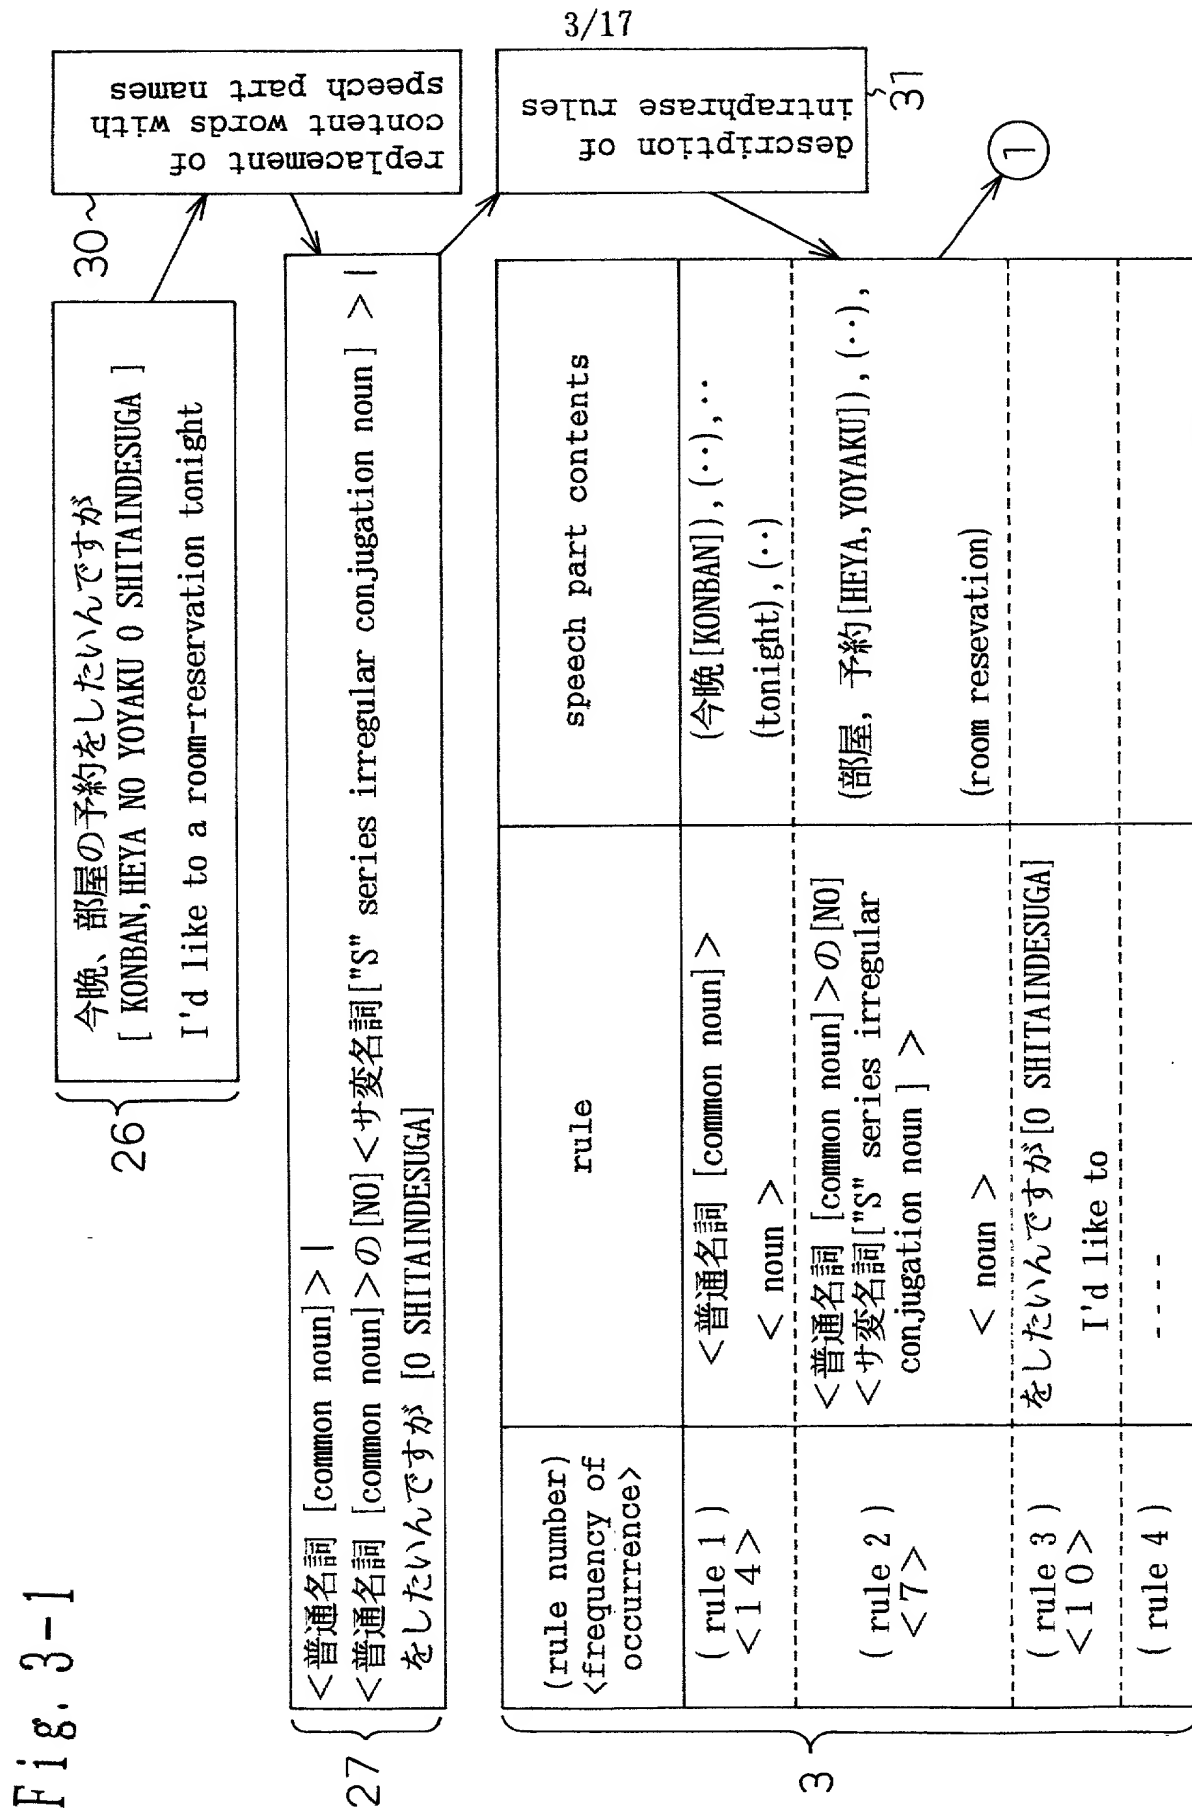 3/17
Fig. 3-1
26
今晩、部屋の予約をしたいんですが
[ KONBAN, HEYA NO YOYAKU O SHITAINDESUGA ]
I'd like to a room-reservation tonight
30
replacement of
content words with
speech part names
27
<普通名詞 [common noun]> |
<普通名詞 [common noun]>の[NO]<サ変名詞["S" series irregular conjugation noun] > |
をしたいんですが [O SHITAINDESUGA]
description of
intraphrase rules
31
3
(rule number)
<frequency of
occurrence>
rule
speech part contents
( rule 1 )
<14>
<普通名詞 [common noun]>
< noun >
(今晩[KONBAN]), (··), ··
(tonight), (··)
( rule 2 )
<7>
<普通名詞 [common noun]>の[NO]
<サ変名詞["S" series irregular
conjugation noun ] >
< noun >
(部屋, 予約[HEYA, YOYAKU]), (··),
(room resevation)
( rule 3 )
<10>
をしたいんですが[O SHITAINDESUGA]
I'd like to
( rule 4 )
- - - -
1